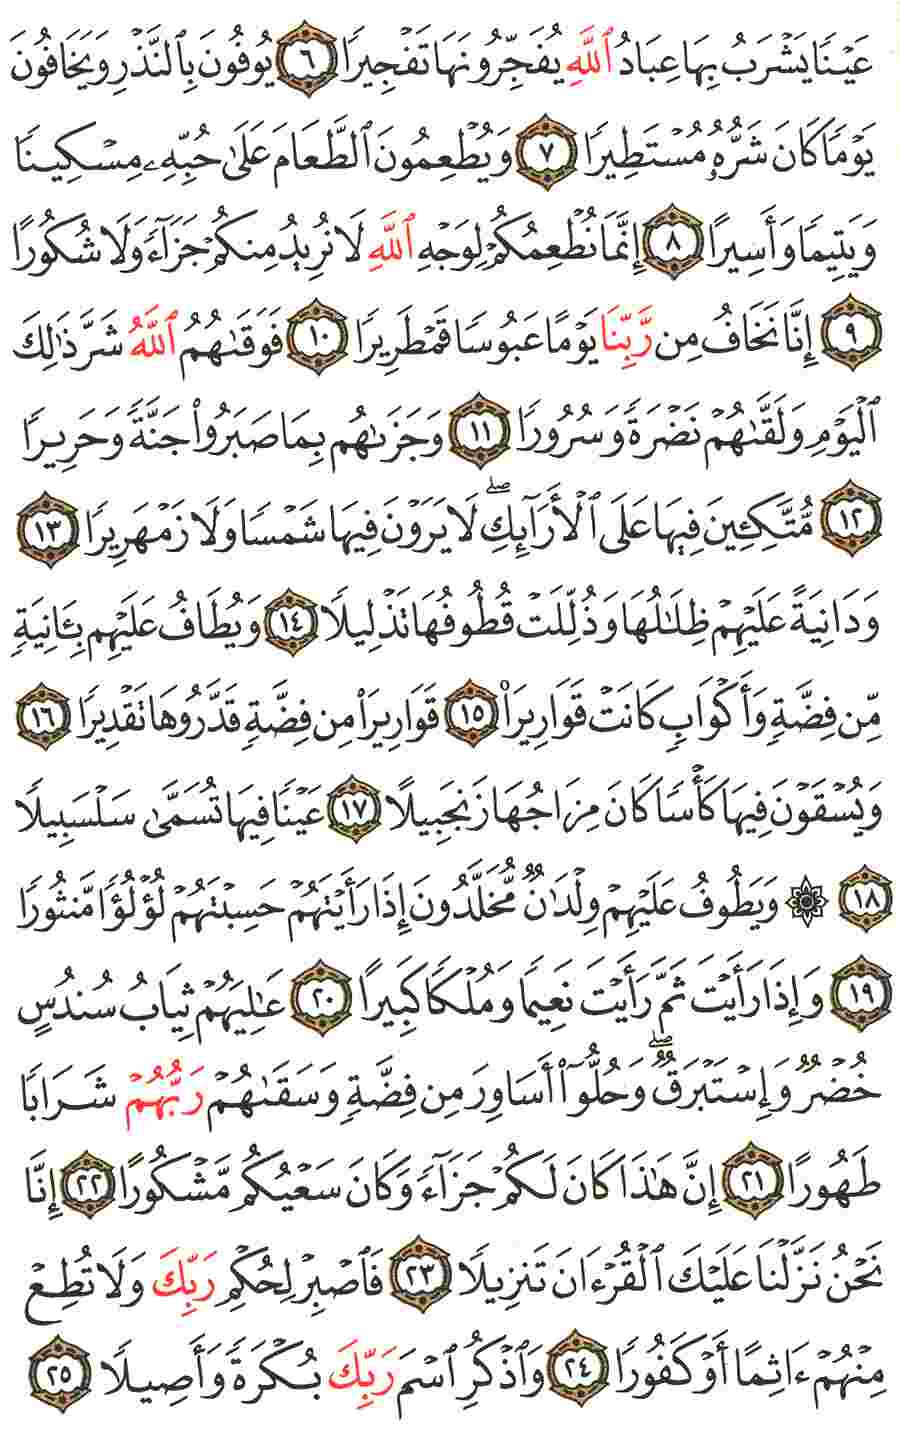 عَيْنًا يَشْرَبُ بِهَا عِبَادُ ٱللَّهِ يُفَجِّرُونَهَا تَفْجِيرًا ٦ يُوفُونَ بِٱلنَّذْرِ وَيَخَافُونَ
يَوْمًا كَانَ شَرُّهُۥ مُسْتَطِيرًا ٧ وَيُطْعِمُونَ ٱلطَّعَامَ عَلَىٰ حُبِّهِۦ مِسْكِينًا
وَيَتِيمًا وَأَسِيرًا ٨ إِنَّمَا نُطْعِمُكُمْ لِوَجْهِ ٱللَّهِ لَا نُرِيدُ مِنكُمْ جَزَآءً وَلَا شُكُورًا
٩ إِنَّا نَخَافُ مِن رَّبِّنَا يَوْمًا عَبُوسًا قَمْطَرِيرًا ١٠ فَوَقَىٰهُمُ ٱللَّهُ شَرَّ ذَٰلِكَ
ٱلْيَوْمِ وَلَقَّىٰهُمْ نَضْرَةً وَسُرُورًا ١١ وَجَزَىٰهُم بِمَا صَبَرُوا۟ جَنَّةً وَحَرِيرًا
١٢ مُّتَّكِـِٔينَ فِيهَا عَلَى ٱلْأَرَآئِكِ ۖ لَا يَرَوْنَ فِيهَا شَمْسًا وَلَا زَمْهَرِيرًا ١٣
وَدَانِيَةً عَلَيْهِمْ ظِلَـٰلُهَا وَذُلِّلَتْ قُطُوفُهَا تَذْلِيلًا ١٤ وَيُطَافُ عَلَيْهِم بِـَٔانِيَةٍ
مِّن فِضَّةٍ وَأَكْوَابٍ كَانَتْ قَوَارِيرَا۠ ١٥ قَوَارِيرَا۟ مِن فِضَّةٍ قَدَّرُوهَا تَقْدِيرًا ١٦
وَيُسْقَوْنَ فِيهَا كَأْسًا كَانَ مِزَاجُهَا زَنجَبِيلًا ١٧ عَيْنًا فِيهَا تُسَمَّىٰ سَلْسَبِيلًا
١٨ ۞ وَيَطُوفُ عَلَيْهِمْ وِلْدَٰنٌ مُّخَلَّدُونَ إِذَا رَأَيْتَهُمْ حَسِبْتَهُمْ لُؤْلُؤًا مَّنثُورًا
١٩ وَإِذَا رَأَيْتَ ثَمَّ رَأَيْتَ نَعِيمًا وَمُلْكًا كَبِيرًا ٢٠ عَـٰلِيَهُمْ ثِيَابُ سُندُسٍ
خُضْرٌ وَإِسْتَبْرَقٌ ۖ وَحُلُّوٓا۟ أَسَاوِرَ مِن فِضَّةٍ وَسَقَىٰهُمْ رَبُّهُمْ شَرَابًا
طَهُورًا ٢١ إِنَّ هَـٰذَا كَانَ لَكُمْ جَزَآءً وَكَانَ سَعْيُكُم مَّشْكُورًا ٢٢ إِنَّا
نَحْنُ نَزَّلْنَا عَلَيْكَ ٱلْقُرْءَانَ تَنزِيلًا ٢٣ فَٱصْبِرْ لِحُكْمِ رَبِّكَ وَلَا تُطِعْ
مِنْهُمْ ءَاثِمًا أَوْ كَفُورًا ٢٤ وَٱذْكُرِ ٱسْمَ رَبِّكَ بُكْرَةً وَأَصِيلًا ٢٥